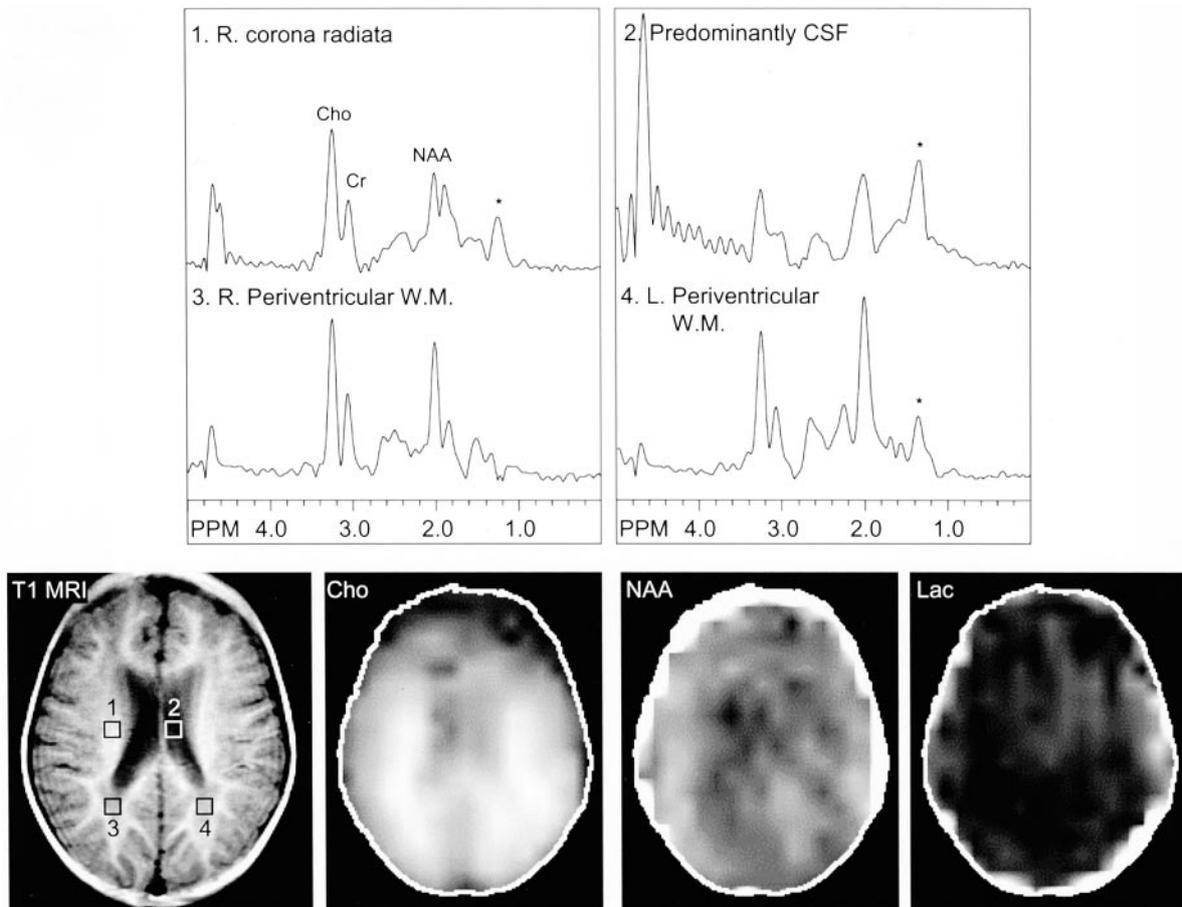 1. R. corona radiata
Cho
Cr
NAA
*
2. Predominantly CSF
*
3. R. Periventricular W.M.
4. L. Periventricular
W.M.
*
PPM 4.0 3.0 2.0 1.0
PPM 4.0 3.0 2.0 1.0
T1 MRI
1
2
3
4
Cho
NAA
Lac